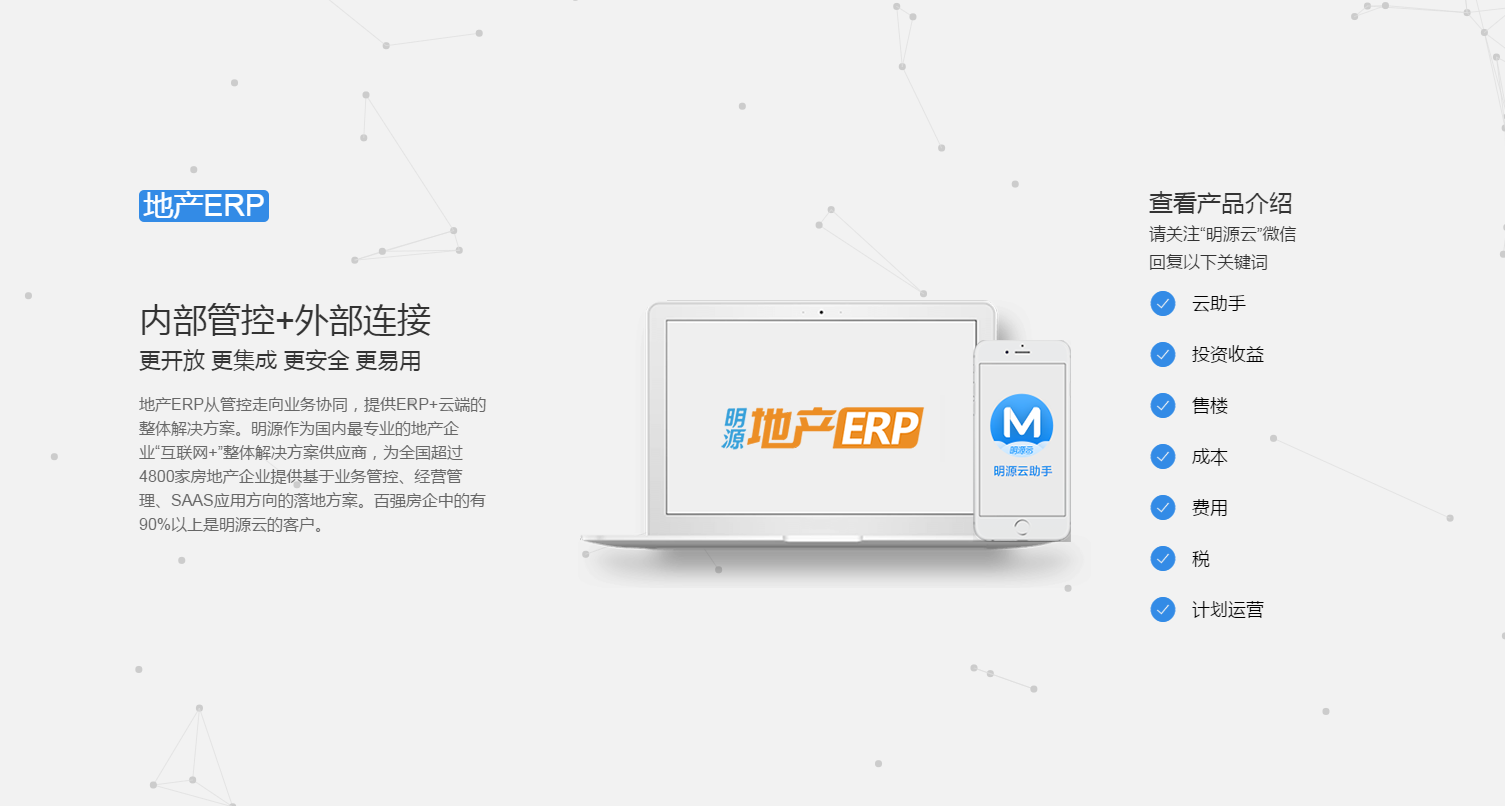 地产ERP
内部管控+外部连接
更开放 更集成 更安全 更易用
地产ERP从管控走向业务协同，提供ERP+云端的
整体解决方案。明源作为国内最专业的地产企
业“互联网+”整体解决方案供应商，为全国超过
4800家房地产企业提供基于业务管控、经营管
理、SAAS应用方向的落地方案。百强房企中的有
90%以上是明源云的客户。
明源 地产ERP
M
明源云
明源云助手
查看产品介绍
请关注“明源云”微信
回复以下关键词
云助手
投资收益
售楼
成本
费用
税
计划运营